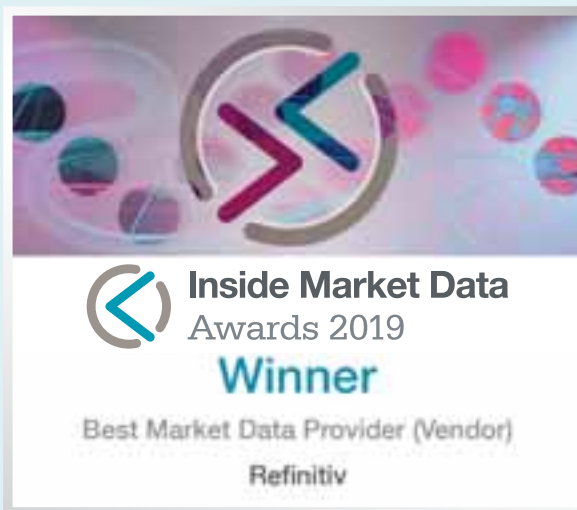 Inside Market Data
Awards 2019
Winner
Best Market Data Provider (Vendor)
Refinitiv